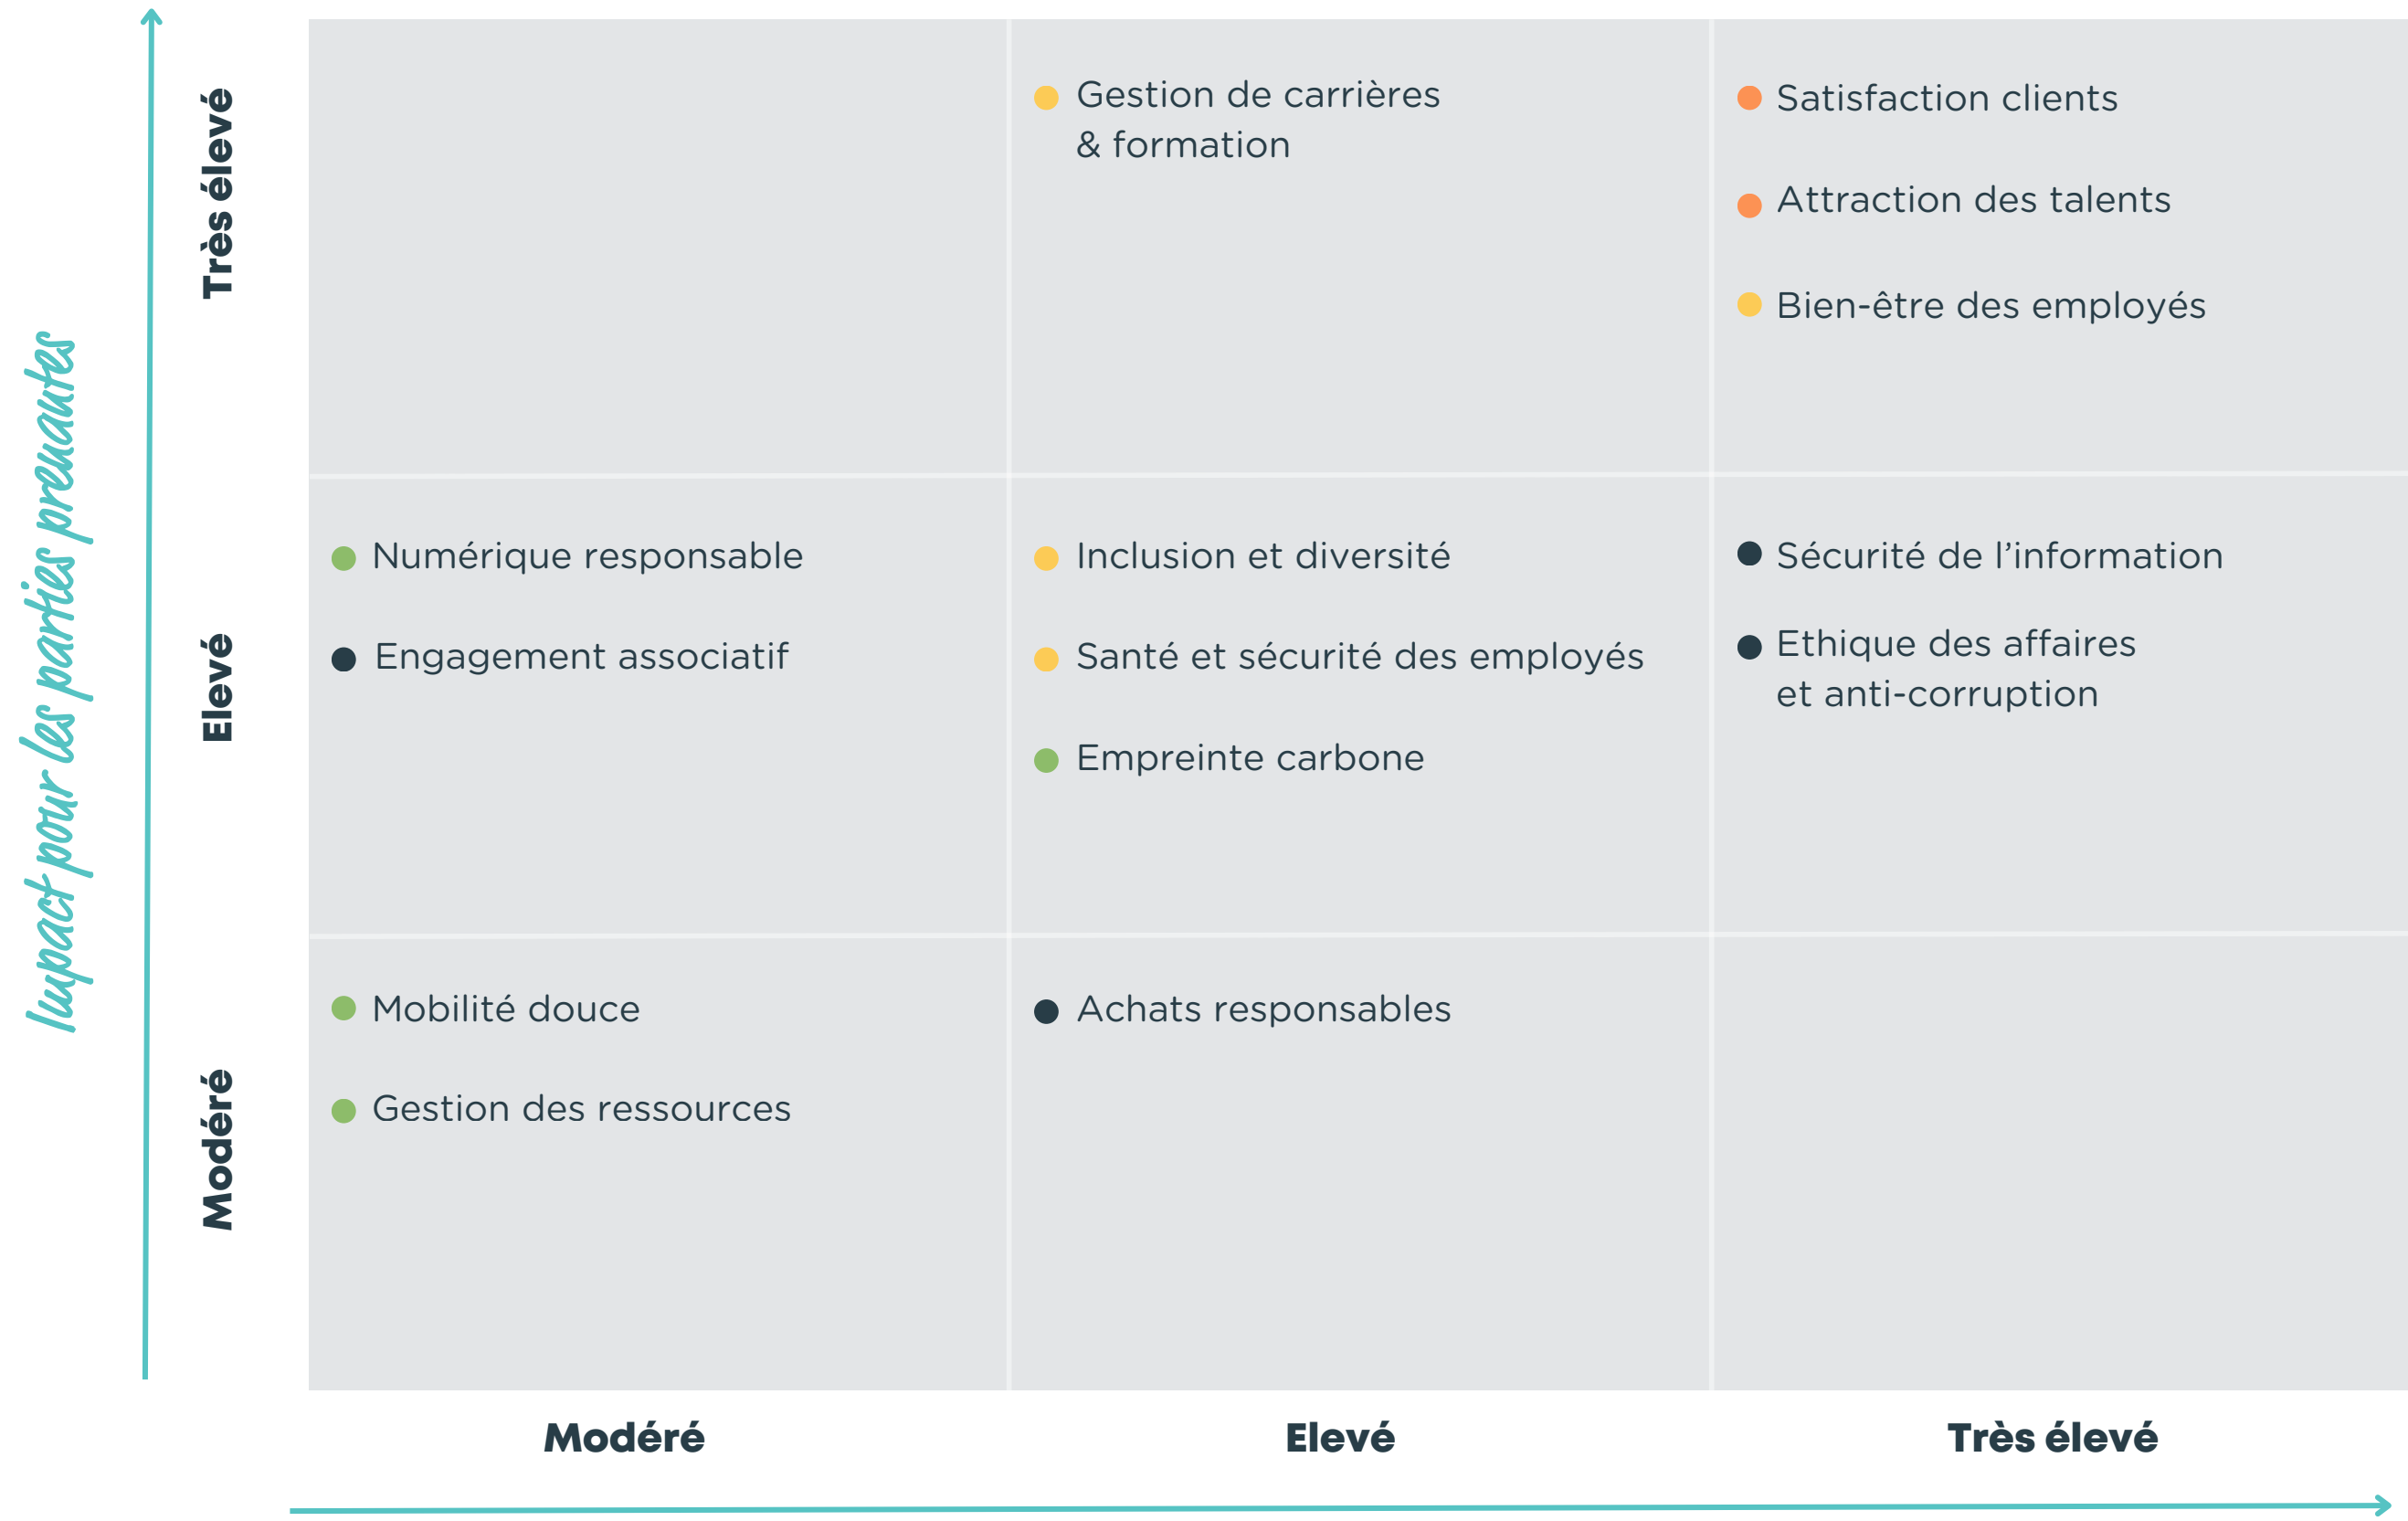 Impact pour les parties prenantes
Très élevé
Gestion de carrières
& formation
Satisfaction clients
Attraction des talents
Bien-être des employés
Elevé
Numérique responsable
Engagement associatif
Inclusion et diversité
Santé et sécurité des employés
Empreinte carbone
Sécurité de l’information
Ethique des affaires
et anti-corruption
Modéré
Mobilité douce
Gestion des ressources
Achats responsables
Modéré
Elevé
Très élevé